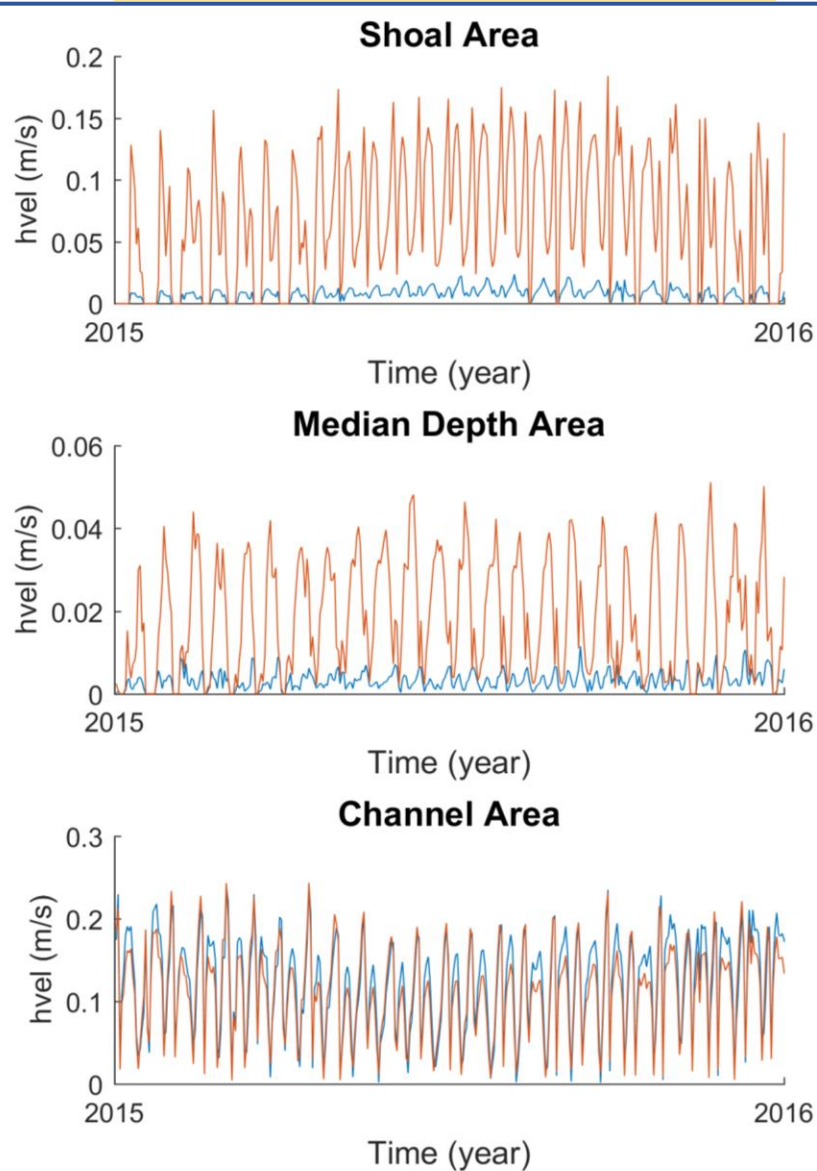 Shoal Area
0.2
0.15
0.1
0.05
0
hvel (m/s)
2015 2016
Time (year)
Median Depth Area
0.06
0.04
0.02
0
hvel (m/s)
2015 2016
Time (year)
Channel Area
0.3
0.2
0.1
0
hvel (m/s)
2015 2016
Time (year)